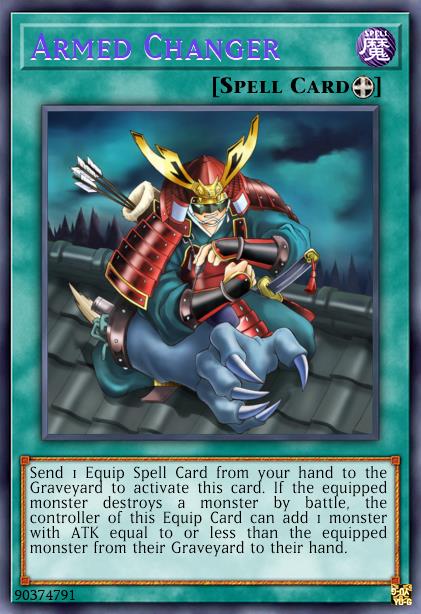 Armed Changer
SPELL
魔
[Spell Card]
Send 1 Equip Spell Card from your hand to the
Graveyard to activate this card. If the equipped
monster destroys a monster by battle, the
controller of this Equip Card can add 1 monster
with ATK equal to or less than the equipped
monster from their Graveyard to their hand.
90374791